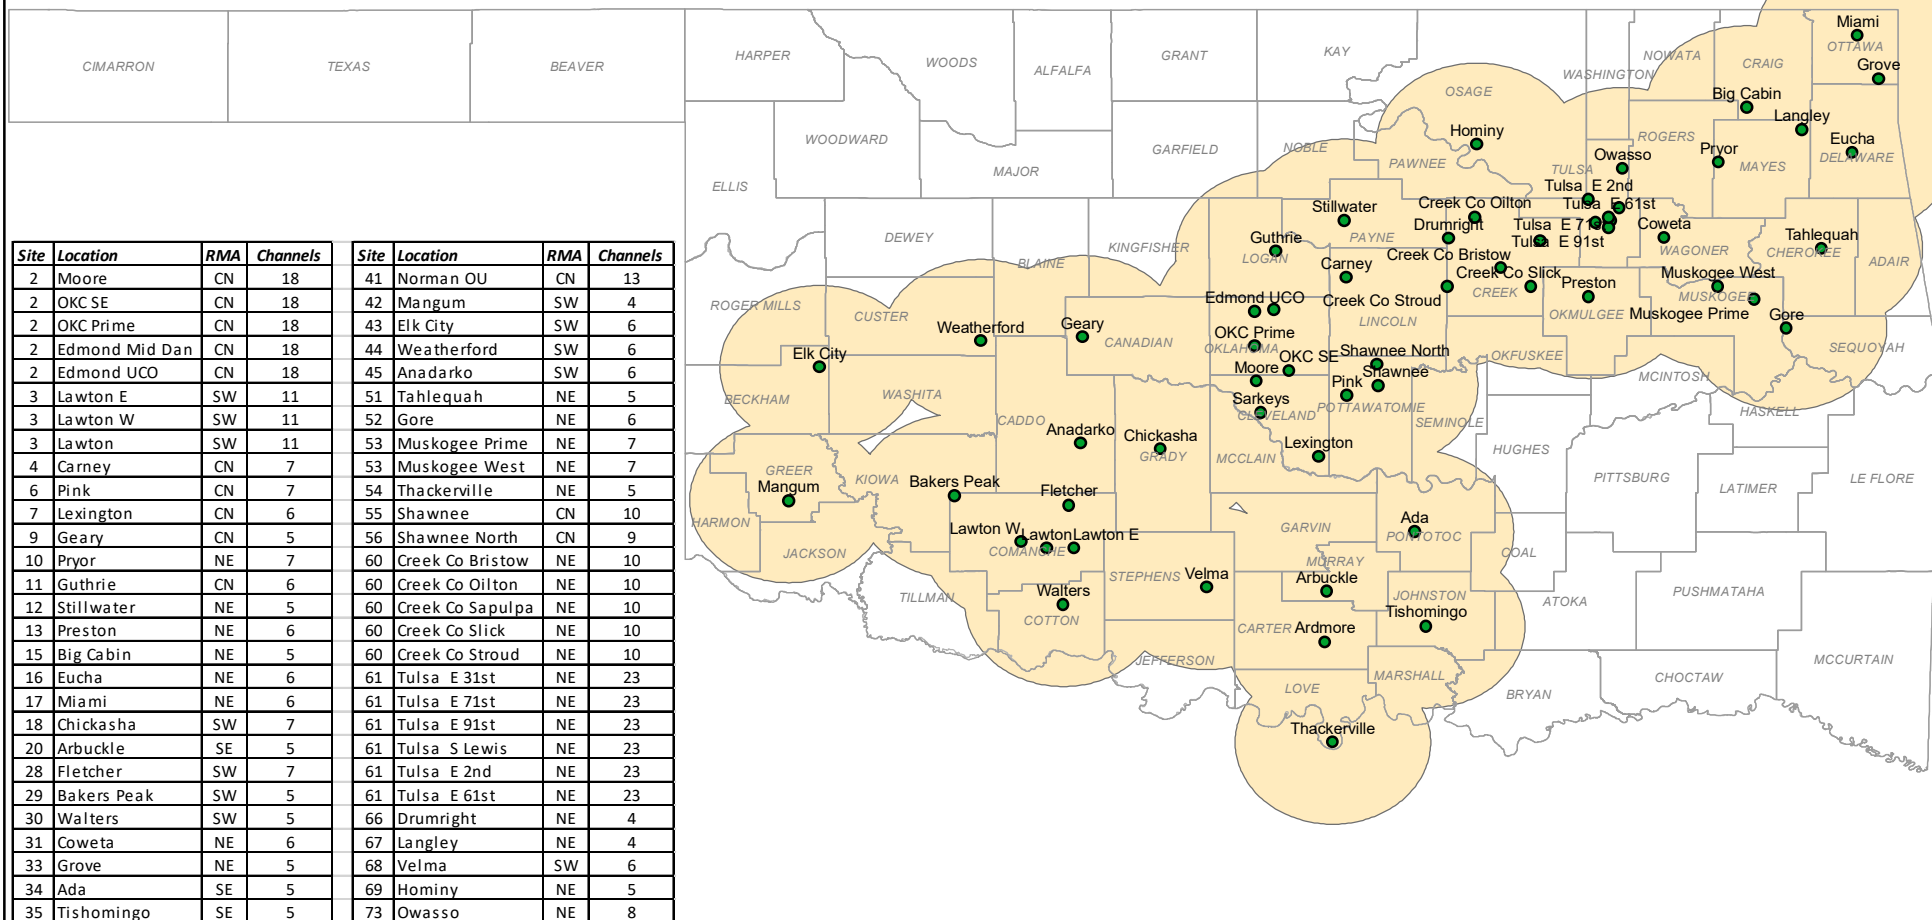 Site Location RMA Channels Site Location RMA Channels
2 Moore CN 18 41 Norman OU CN 13
2 OKC SE CN 18 42 Mangum SW 4
2 OKC Prime CN 18 43 Elk City SW 6
2 Edmond Mid Dan CN 18 44 Weatherford SW 6
2 Edmond UCO CN 18 45 Anadarko SW 6
3 Lawton E SW 11 51 Tahlequah NE 5
3 Lawton W SW 11 52 Gore NE 6
3 Lawton SW 11 53 Muskogee Prime NE 7
4 Carney CN 7 53 Muskogee West NE 7
6 Pink CN 7 54 Thackerville NE 5
7 Lexington CN 6 55 Shawnee CN 10
9 Geary CN 5 56 Shawnee North CN 9
10 Pryor NE 7 60 Creek Co Bristow NE 10
11 Guthrie CN 6 60 Creek Co Oilton NE 10
12 Stillwater NE 5 60 Creek Co Sapulpa NE 10
13 Preston NE 6 60 Creek Co Slick NE 10
15 Big Cabin NE 5 60 Creek Co Stroud NE 10
16 Eucha NE 6 61 Tulsa E 31st NE 23
17 Miami NE 6 61 Tulsa E 71st NE 23
18 Chickasha SW 7 61 Tulsa E 91st NE 23
20 Arbuckle SE 5 61 Tulsa S Lewis NE 23
28 Fletcher SW 7 61 Tulsa E 2nd NE 23
29 Bakers Peak SW 5 61 Tulsa E 61st NE 23
30 Walters SW 5 66 Drumright NE 4
31 Coweta NE 6 67 Langley NE 4
33 Grove NE 5 68 Velma SW 6
34 Ada SE 5 69 Hominy NE 5
35 Tishomingo SE 5 73 Owasso NE 8
CIMARRON
TEXAS
BEAVER
HARPER
WOODS
ALFALFA
GRANT
KAY
WASHINGTON
NOWATA
CRAIG
Miami
OTTAWA
Grove
OSAGE
Big Cabin
Langley
WOODWARD
MAJOR
GARFIELD
NOBLE
Hominy
PAWNEE
ROGERS
Pryor
MAYES
Eucha
DELAWARE
Owasso
TULSA
ELLIS
Tulsa E 2nd
Tulsa E 61st
Tulsa E 71st
Tulsa E 91st
Stillwater
PAYNE
Creek Co Oilton
Drumright
Coweta
WAGONER
Tahlequah
CHEROKEE
ADAIR
DEWEY
BLAINE
KINGFISHER
Guthrie
LOGAN
Carney
Creek Co Bristow
Creek Co Slick
CREEK
Preston
Muskogee West
MUSKOGEE
ROGER MILLS
CUSTER
Weatherford
Geary
CANADIAN
Edmond UCO
Creek Co Stroud
LINCOLN
OKMULGEE
Muskogee Prime
Gore
SEQUOYAH
Elk City
OKC Prime
OKLAHOMA
OKC SE
Shawnee North
OKFUSKEE
MCINTOSH
BECKHAM
WASHITA
CADDO
Moore
Shawnee
Pink
Sarkeys
CLEVELAND
POTTAWATOMIE
SEMINOLE
HASKELL
Anadarko
Chickasha
GRADY
MCCLAIN
Lexington
HUGHES
GREER
Mangum
KIOWA
Bakers Peak
Fletcher
PITTSBURG
LATIMER
LE FLORE
HARMON
JACKSON
Lawton W
Lawton
Lawton E
COMANCHE
GARVIN
Ada
PONTOTOC
COAL
MURRAY
STEPHENS
Velma
Arbuckle
TILLMAN
Walters
COTTON
JOHNSTON
Tishomingo
ATOKA
PUSHMATAHA
CARTER
Ardmore
JEFFERSON
LOVE
MARSHALL
BRYAN
CHOCTAW
MCCURTAIN
Thackerville